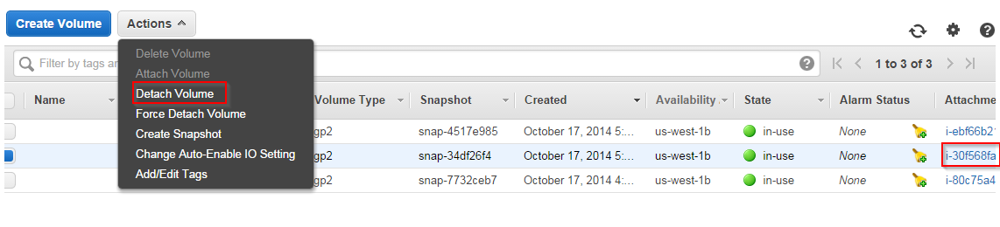 Create Volume Actions
Delete Volume
Filter by tags 1 to 3 of 3
Attach Volume
Detach Volume
Name Volume Type Snapshot Created Availability State Alarm Status Attachme
Force Detach Volume
Create Snapshot
gp2 snap-4517e985 October 17, 2014 5:... us-west-1b in-use None i-ebf66b2
Change Auto-Enable IO Setting
gp2 snap-34df26f4 October 17, 2014 5:... us-west-1b in-use None i-30f568fa
Add/Edit Tags
gp2 snap-7732ceb7 October 17, 2014 4:... us-west-1b in-use None i-80c75a4